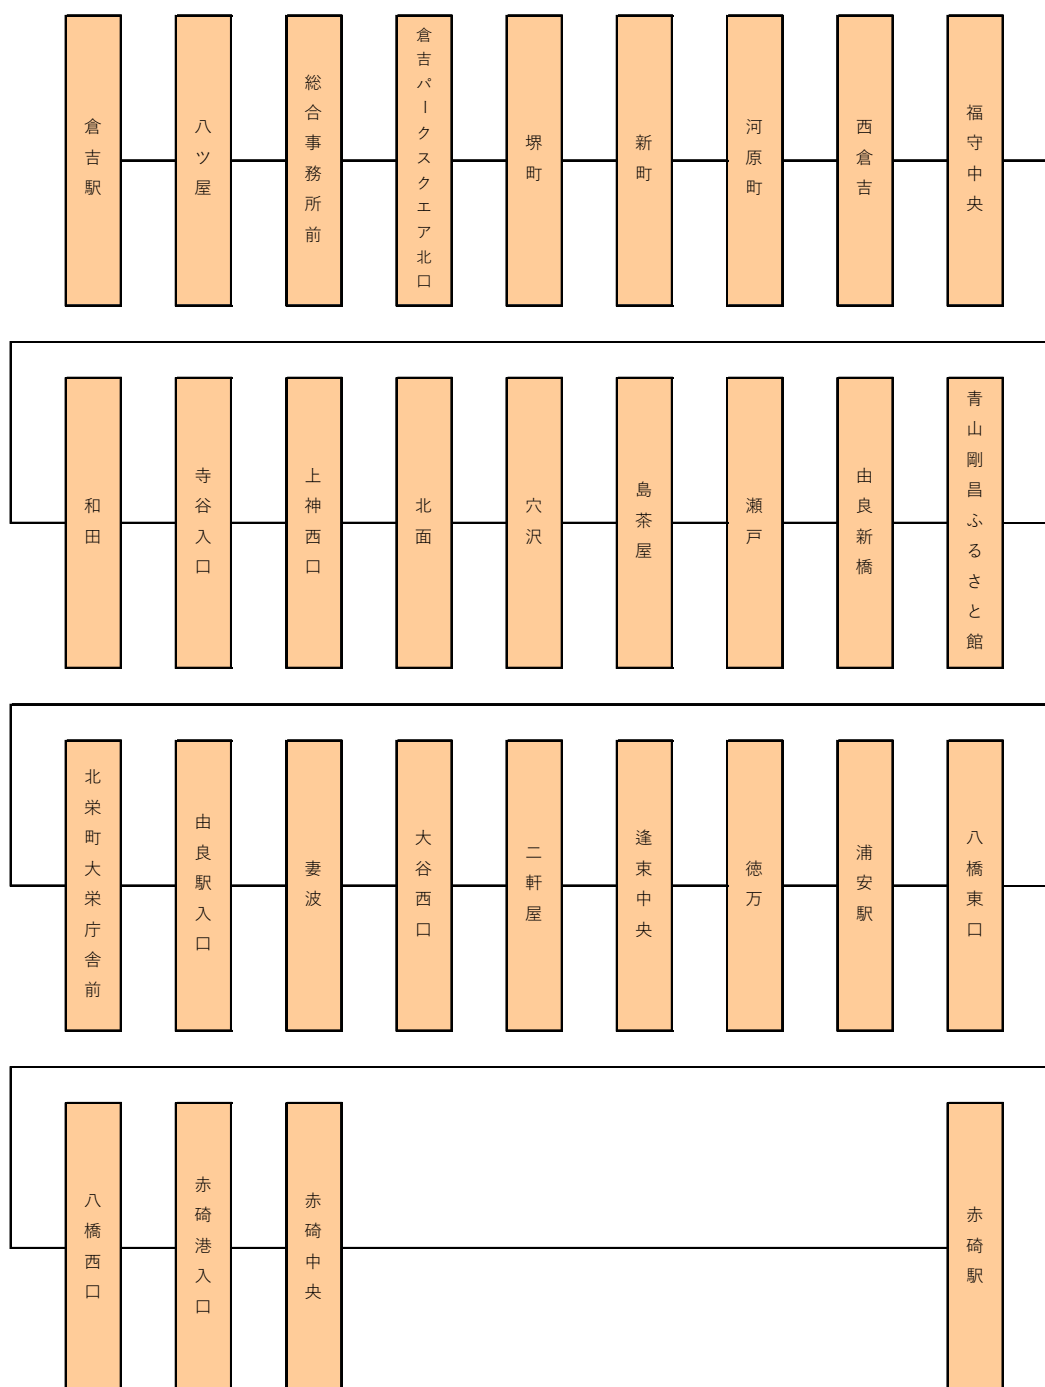 倉吉駅
八ツ屋
総合事務所前
倉吉パークスクエア北口
堺町
新町
河原町
西倉吉
福守中央
和田
寺谷入口
上神西口
北面
穴沢
島茶屋
瀬戸
由良新橋
青山剛昌ふるさと館
北栄町大栄庁舎前
由良駅入口
妻波
大谷西口
二軒屋
逢束中央
徳万
浦安駅
八橋東口
八橋西口
赤碕港入口
赤碕中央
赤碕駅